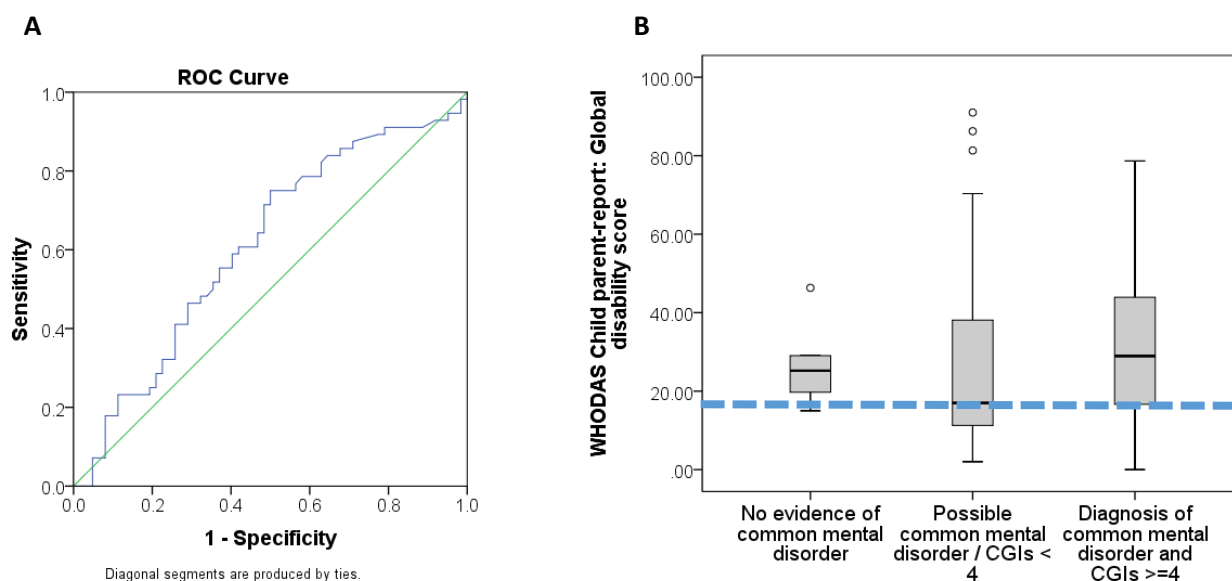 A
ROC Curve
1.0
0.8
0.6
0.4
0.2
0.0
0.0 0.2 0.4 0.6 0.8 1.0
Sensitivity
1 - Specificity
Diagonal segments are produced by ties.
B
WHODAS Child parent-report: Global
disability score
100.00
80.00
60.00
40.00
20.00
.00
No evidence of
common mental
disorder
Possible
common mental
disorder / CGIs <
4
Diagnosis of
common mental
disorder and
CGIs >=4